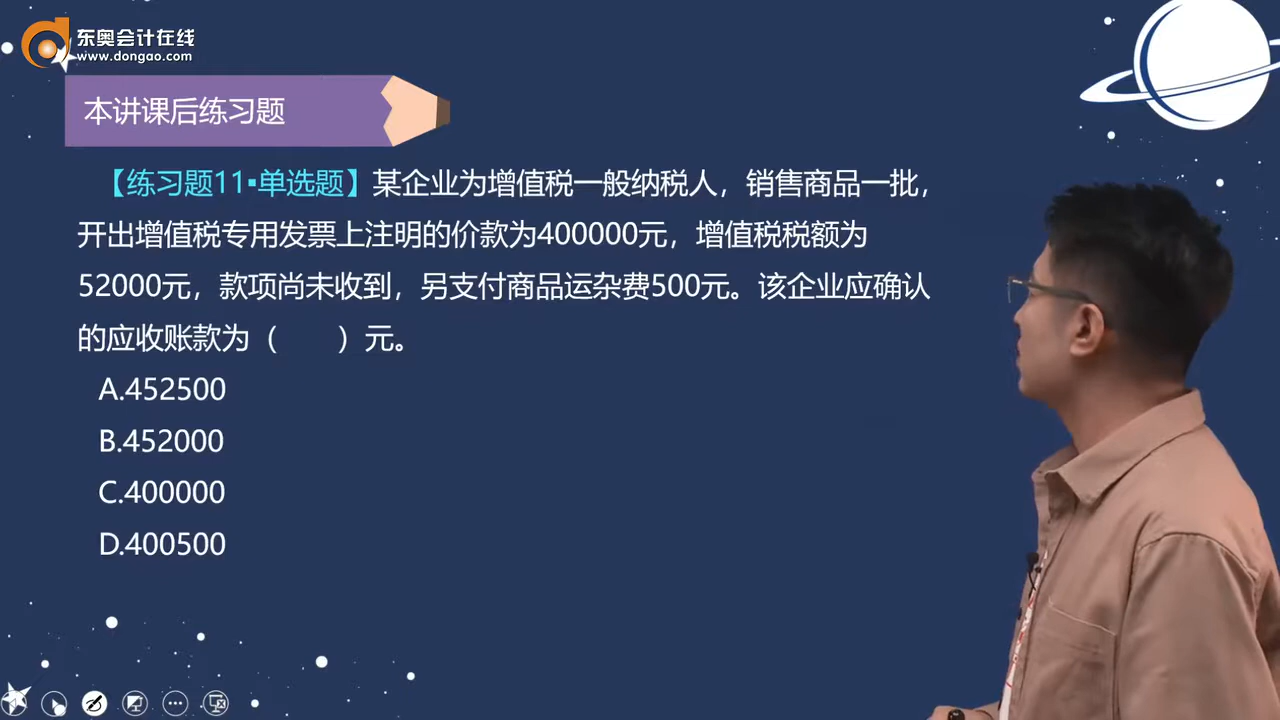 东奥会计在线
www.dongao.com
本讲课后练习题
【练习题11▪单选题】某企业为增值税一般纳税人，销售商品一批，
开出增值税专用发票上注明的价款为400000元，增值税税额为
52000元，款项尚未收到，另支付商品运杂费500元。该企业应确认
的应收账款为（　　）元。
A.452500
B.452000
C.400000
D.400500